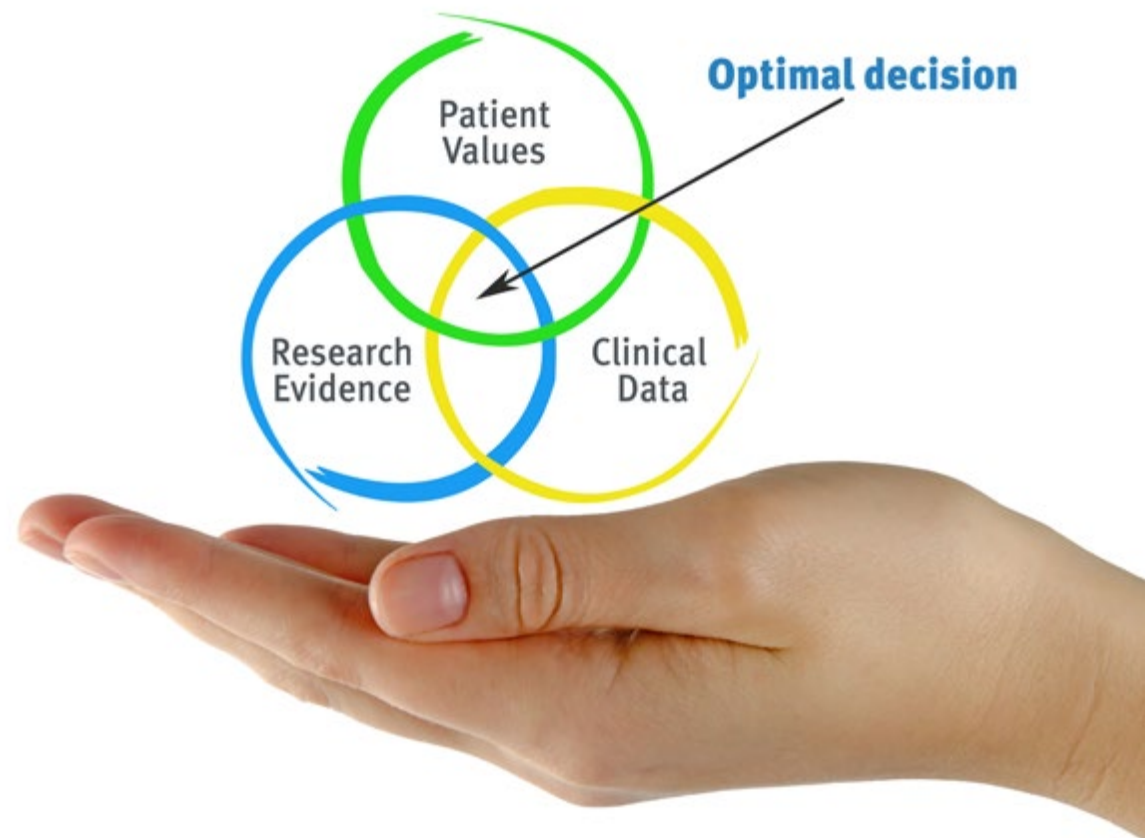 Optimal decision
Patient
Values
Research
Evidence
Clinical
Data